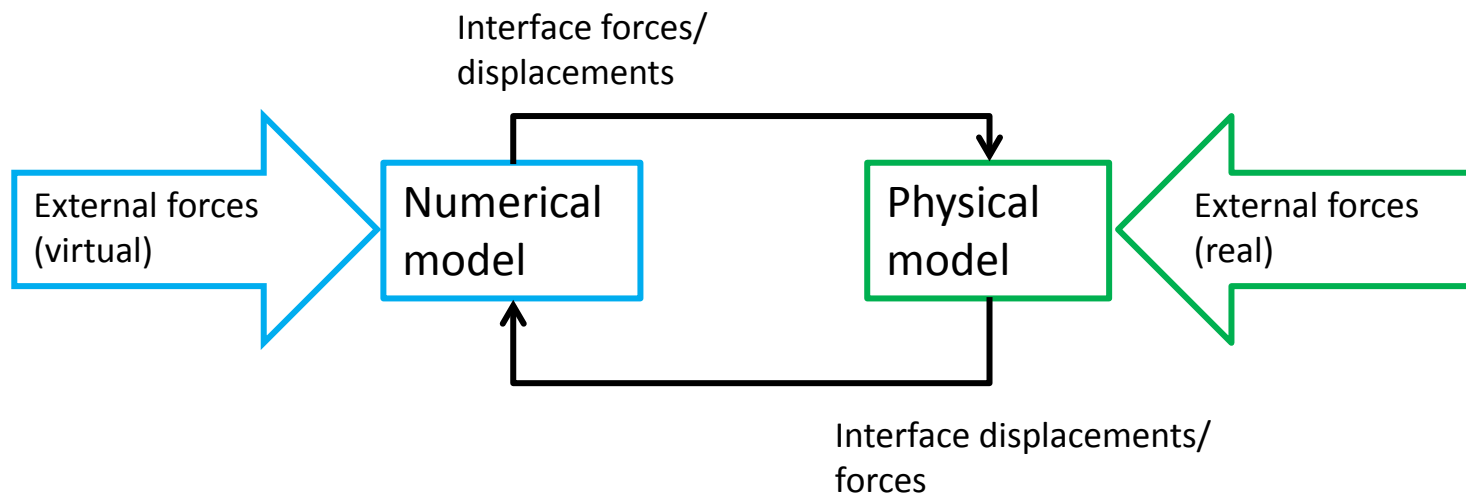 Interface forces/
displacements
External forces
(virtual)
Numerical
model
Physical
model
External forces
(real)
Interface displacements/
forces